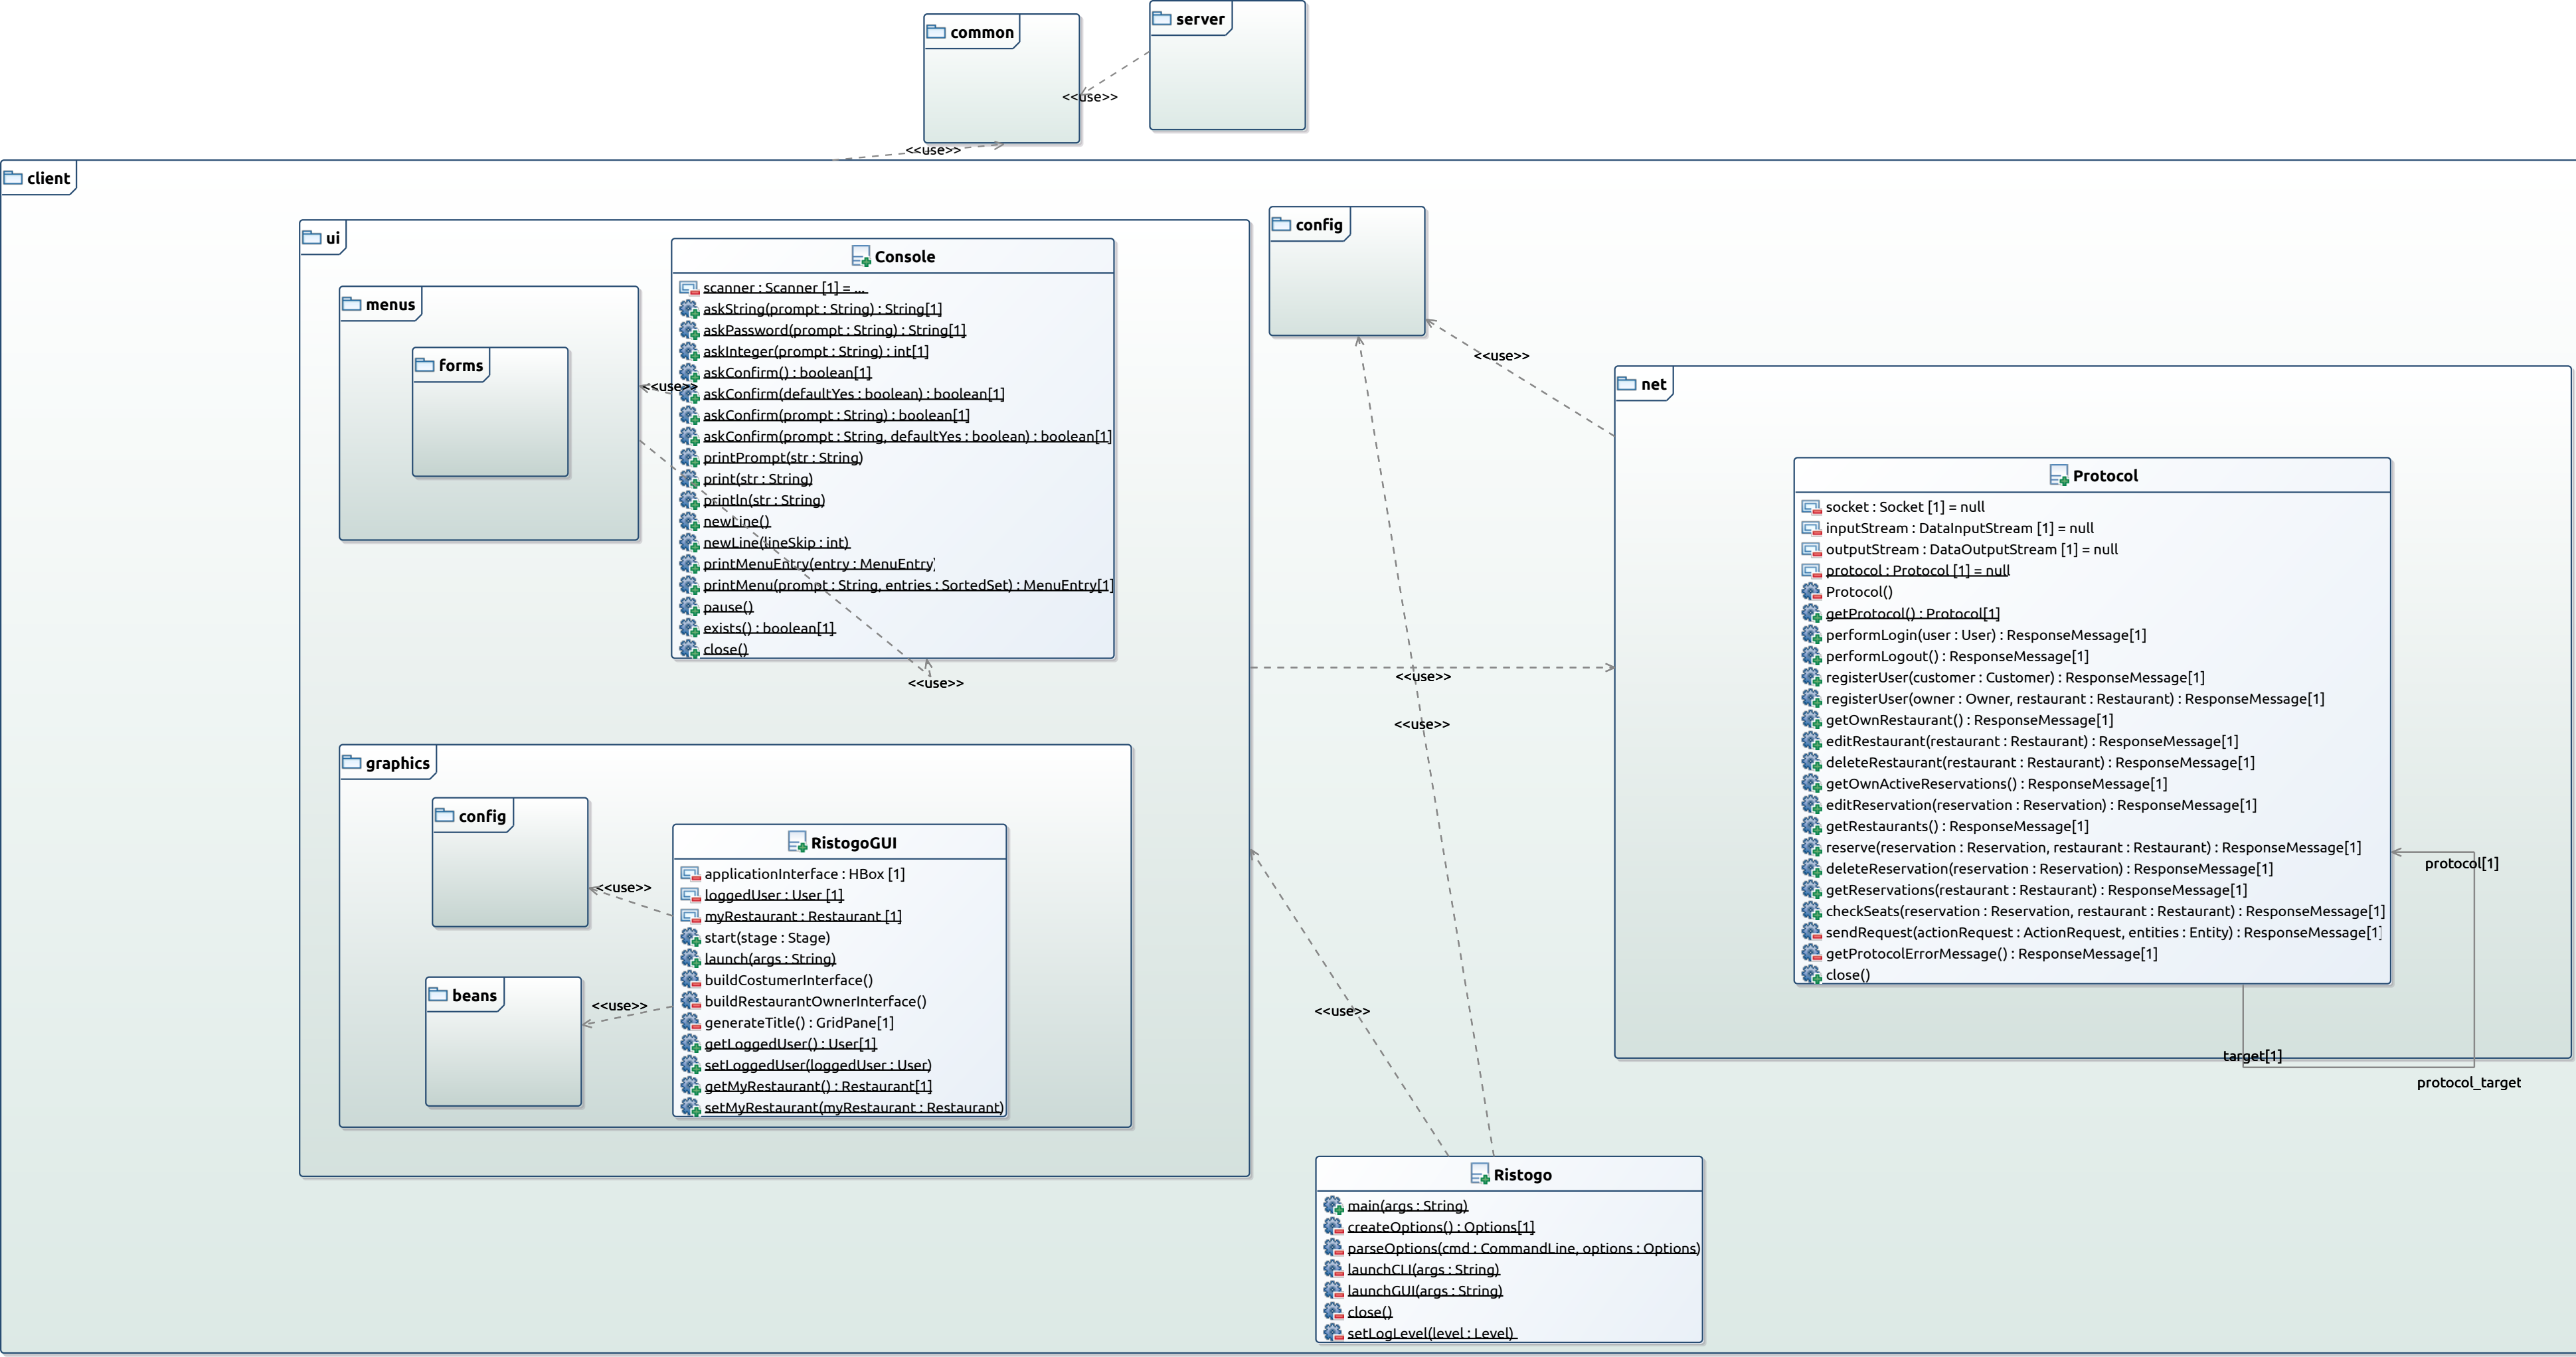 common
server
<<use>>
<<use>>
client
ui
menus
forms
<<use>>
Console
scanner : Scanner [1] = ...
askString(prompt : String) : String[1]
askPassword(prompt : String) : String[1]
askInteger(prompt : String) : int[1]
askConfirm() : boolean[1]
askConfirm(defaultYes : boolean) : boolean[1]
askConfirm(prompt : String) : boolean[1]
askConfirm(prompt : String, defaultYes : boolean) : boolean[1]
printPrompt(str : String)
print(str : String)
println(str : String)
newLine()
newLine(lineSkip : int)
printMenuEntry(entry : MenuEntry)
printMenu(prompt : String, entries : SortedSet) : MenuEntry[1]
pause()
exists() : boolean[1]
close()
<<use>>
graphics
config
<<use>>
beans
<<use>>
RistogoGUI
applicationInterface : HBox [1]
loggedUser : User [1]
myRestaurant : Restaurant [1]
start(stage : Stage)
launch(args : String)
buildCostumerInterface()
buildRestaurantOwnerInterface()
generateTitle() : GridPane[1]
getLoggedUser() : User[1]
setLoggedUser(loggedUser : User)
getMyRestaurant() : Restaurant[1]
setMyRestaurant(myRestaurant : Restaurant)
config
<<use>>
<<use>>
<<use>>
<<use>>
net
Protocol
socket : Socket [1] = null
inputStream : DataInputStream [1] = null
outputStream : DataOutputStream [1] = null
protocol : Protocol [1] = null
Protocol()
getProtocol() : Protocol[1]
performLogin(user : User) : ResponseMessage[1]
performLogout() : ResponseMessage[1]
registerUser(customer : Customer) : ResponseMessage[1]
registerUser(owner : Owner, restaurant : Restaurant) : ResponseMessage[1]
getOwnRestaurant() : ResponseMessage[1]
editRestaurant(restaurant : Restaurant) : ResponseMessage[1]
deleteRestaurant(restaurant : Restaurant) : ResponseMessage[1]
getOwnActiveReservations() : ResponseMessage[1]
editReservation(reservation : Reservation) : ResponseMessage[1]
getRestaurants() : ResponseMessage[1]
reserve(reservation : Reservation, restaurant : Restaurant) : ResponseMessage[1]
deleteReservation(reservation : Reservation) : ResponseMessage[1]
getReservations(restaurant : Restaurant) : ResponseMessage[1]
checkSeats(reservation : Reservation, restaurant : Restaurant) : ResponseMessage[1]
sendRequest(actionRequest : ActionRequest, entities : Entity) : ResponseMessage[1]
getProtocolErrorMessage() : ResponseMessage[1]
close()
protocol[1]
target[1]
protocol_target
Ristogo
main(args : String)
createOptions() : Options[1]
parseOptions(cmd : CommandLine, options : Options)
launchCLI(args : String)
launchGUI(args : String)
close()
setLogLevel(level : Level)